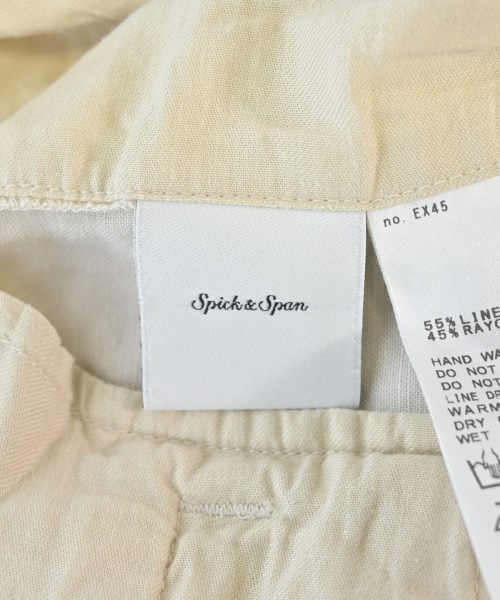 Spick & Span
no. EX45
55% LINE
45% RAYO
HAND WA
DO NOT
DO NOT
LINE DR
WARM
DRY
WET